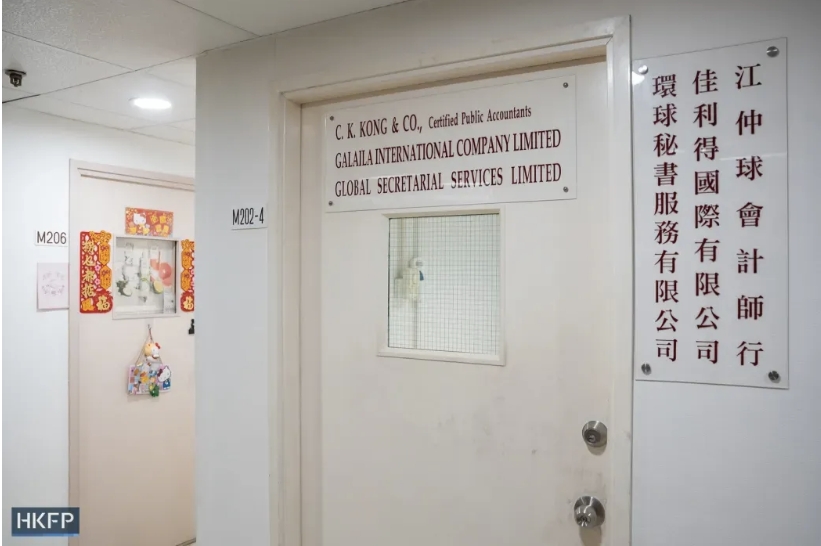 C. K. KONG & CO., Certified Public Accountants
GALAILA INTERNATIONAL COMPANY LIMITED
GLOBAL SECRETARIAL SERVICES LIMITED
江仲球會計師行
佳利得國際有限公司
環球秘書服務有限公司
M202-4
M206
HKFP